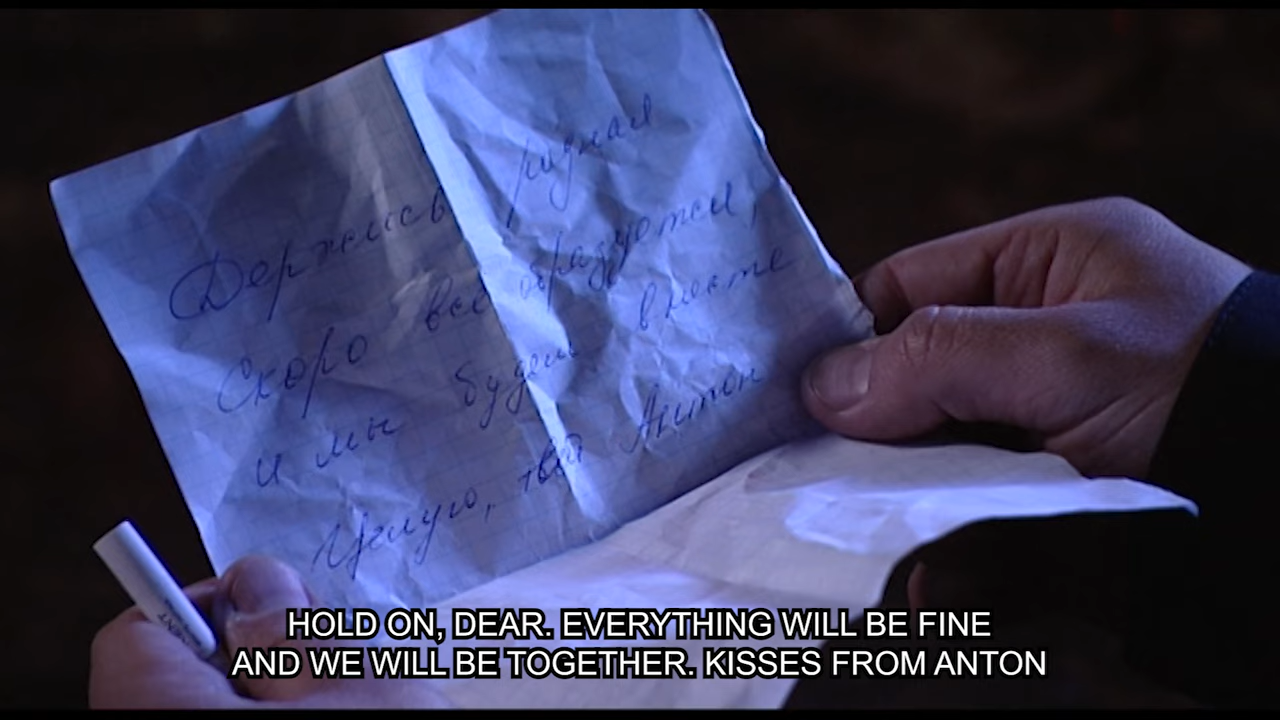 Держись родная
Скоро всё образуется,
и мы будем вместе
Целую, твой Антон
HOLD ON, DEAR. EVERYTHING WILL BE FINE
AND WE WILL BE TOGETHER. KISSES FROM ANTON